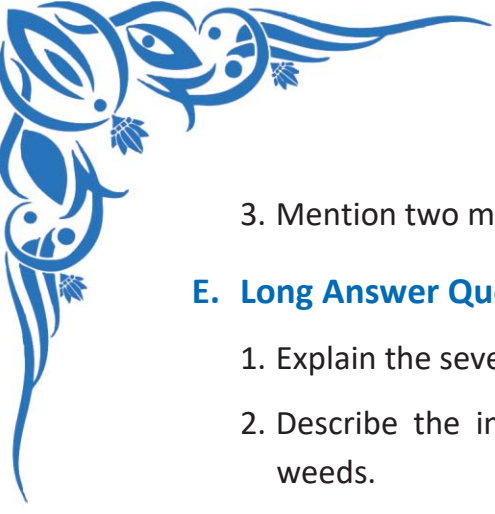 3. Mention two m
E. Long Answer Qu
1. Explain the seve
2. Describe the in
weeds.